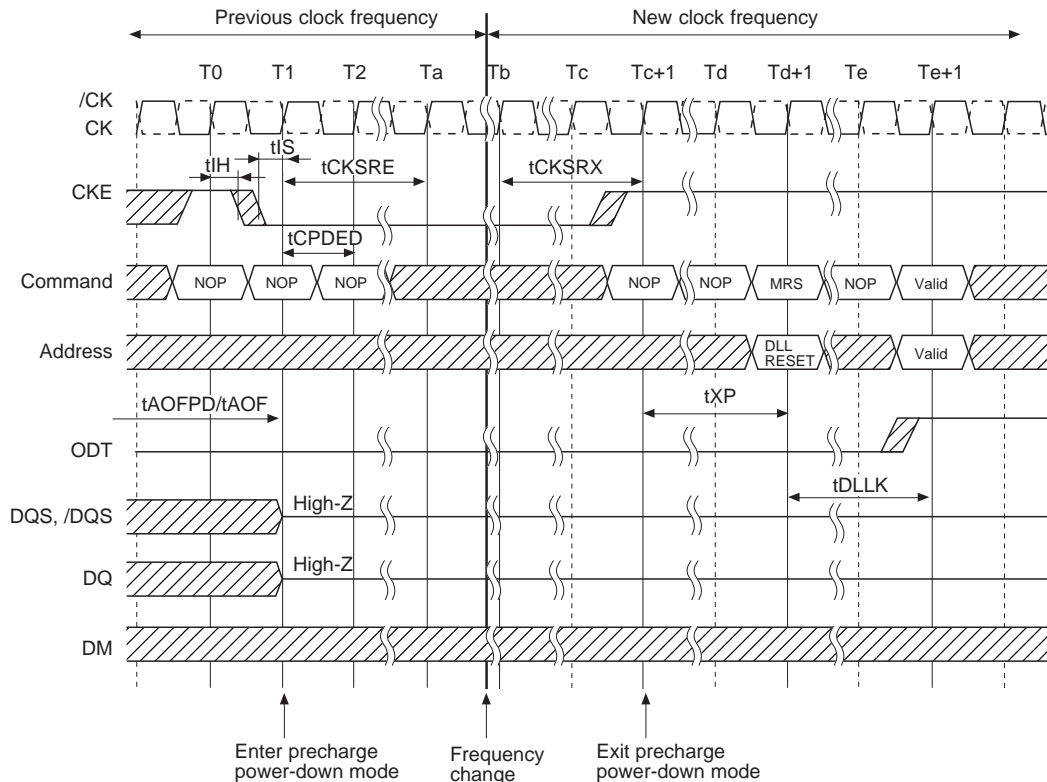 Previous clock frequency New clock frequency
T0 T1 T2 Ta Tb Tc Tc+1 Td Td+1 Te Te+1
/CK
CK
tIH tIS tCKSRE tCKSRX
CKE
tCPDED
Command NOP NOP NOP NOP NOP MRS NOP Valid
Address DLL RESET Valid
tAOFPD/tAOF tXP
ODT
tDLLK
DQS, /DQS High-Z
DQ High-Z
DM
Enter precharge
power-down mode
Frequency
change
Exit precharge
power-down mode